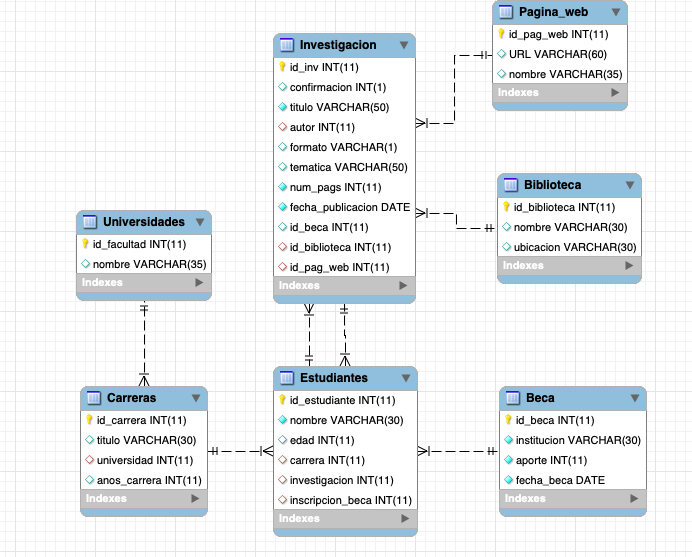 Pagina_web
id_pag_web INT(11)
URL VARCHAR(60)
nombre VARCHAR(35)
Indexes
Investigacion
id_inv INT(11)
confirmacion INT(1)
titulo VARCHAR(50)
autor INT(11)
formato VARCHAR(1)
tematica VARCHAR(50)
num_pags INT(11)
fecha_publicacion DATE
id_beca INT(11)
id_biblioteca INT(11)
id_pag_web INT(11)
Indexes
Biblioteca
id_biblioteca INT(11)
nombre VARCHAR(30)
ubicacion VARCHAR(30)
Indexes
Universidades
id_facultad INT(11)
nombre VARCHAR(35)
Indexes
Carreras
id_carrera INT(11)
titulo VARCHAR(30)
universidad INT(11)
anos_carrera INT(11)
Indexes
Estudiantes
id_estudiante INT(11)
nombre VARCHAR(30)
edad INT(11)
carrera INT(11)
investigacion INT(11)
inscripcion_beca INT(11)
Indexes
Beca
id_beca INT(11)
institucion VARCHAR(30)
aporte INT(11)
fecha_beca DATE
Indexes